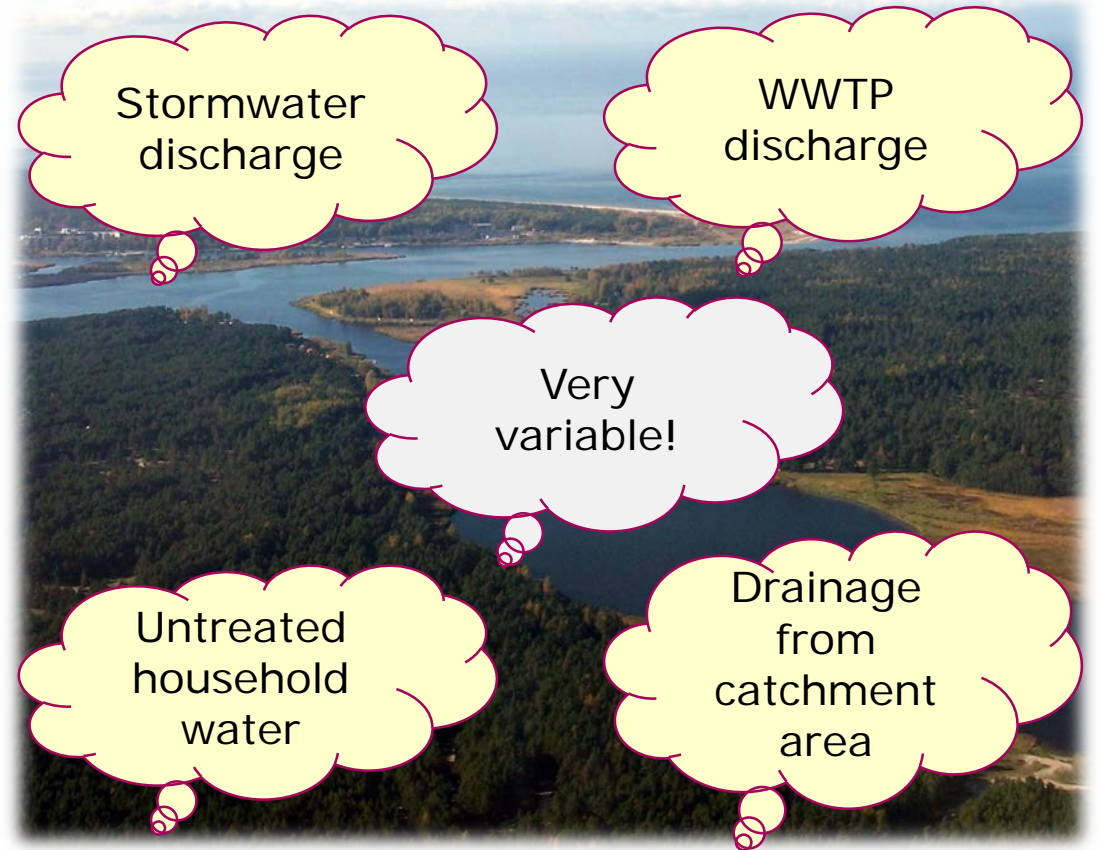 Stormwater
discharge
WWTP
discharge
Very
variable!
Untreated
household
water
Drainage
from
catchment
area